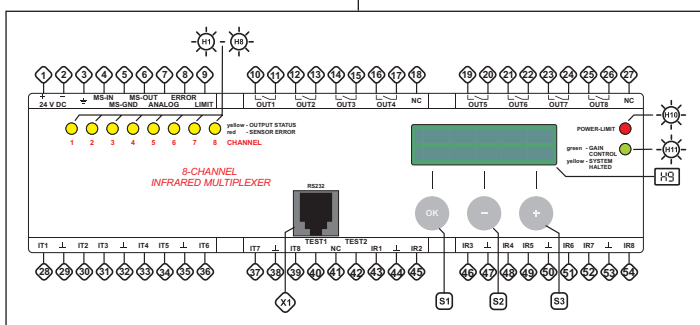 H1 H8
1 2 3 4 5 6 7 8 9 10 11 12 13 14 15 16 17 18 19 20 21 22 23 24 25 26 27
+ − ⏚ MS-IN MS-OUT ERROR
24 V DC MS-GND ANALOG LIMIT OUT1 OUT2 OUT3 OUT4 NC OUT5 OUT6 OUT7 OUT8 NC
H10
yellow - OUTPUT STATUS
red - SENSOR ERROR
POWER-LIMIT
1 2 3 4 5 6 7 8 CHANNEL
green - GAIN
CONTROL
yellow - SYSTEM
HALTED
H11
H9
8-CHANNEL
INFRARED MULTIPLEXER
RS232
OK − +
TEST1 TEST2
IT1 ⊥ IT2 IT3 ⊥ IT4 IT5 ⊥ IT6 IT7 ⊥ IT8 NC IR1 ⊥ IR2 IR3 ⊥ IR4 IR5 ⊥ IR6 IR7 ⊥ IR8
28 29 30 31 32 33 34 35 36 37 38 39 40 41 42 43 44 45 46 47 48 49 50 51 52 53 54
X1 S1 S2 S3